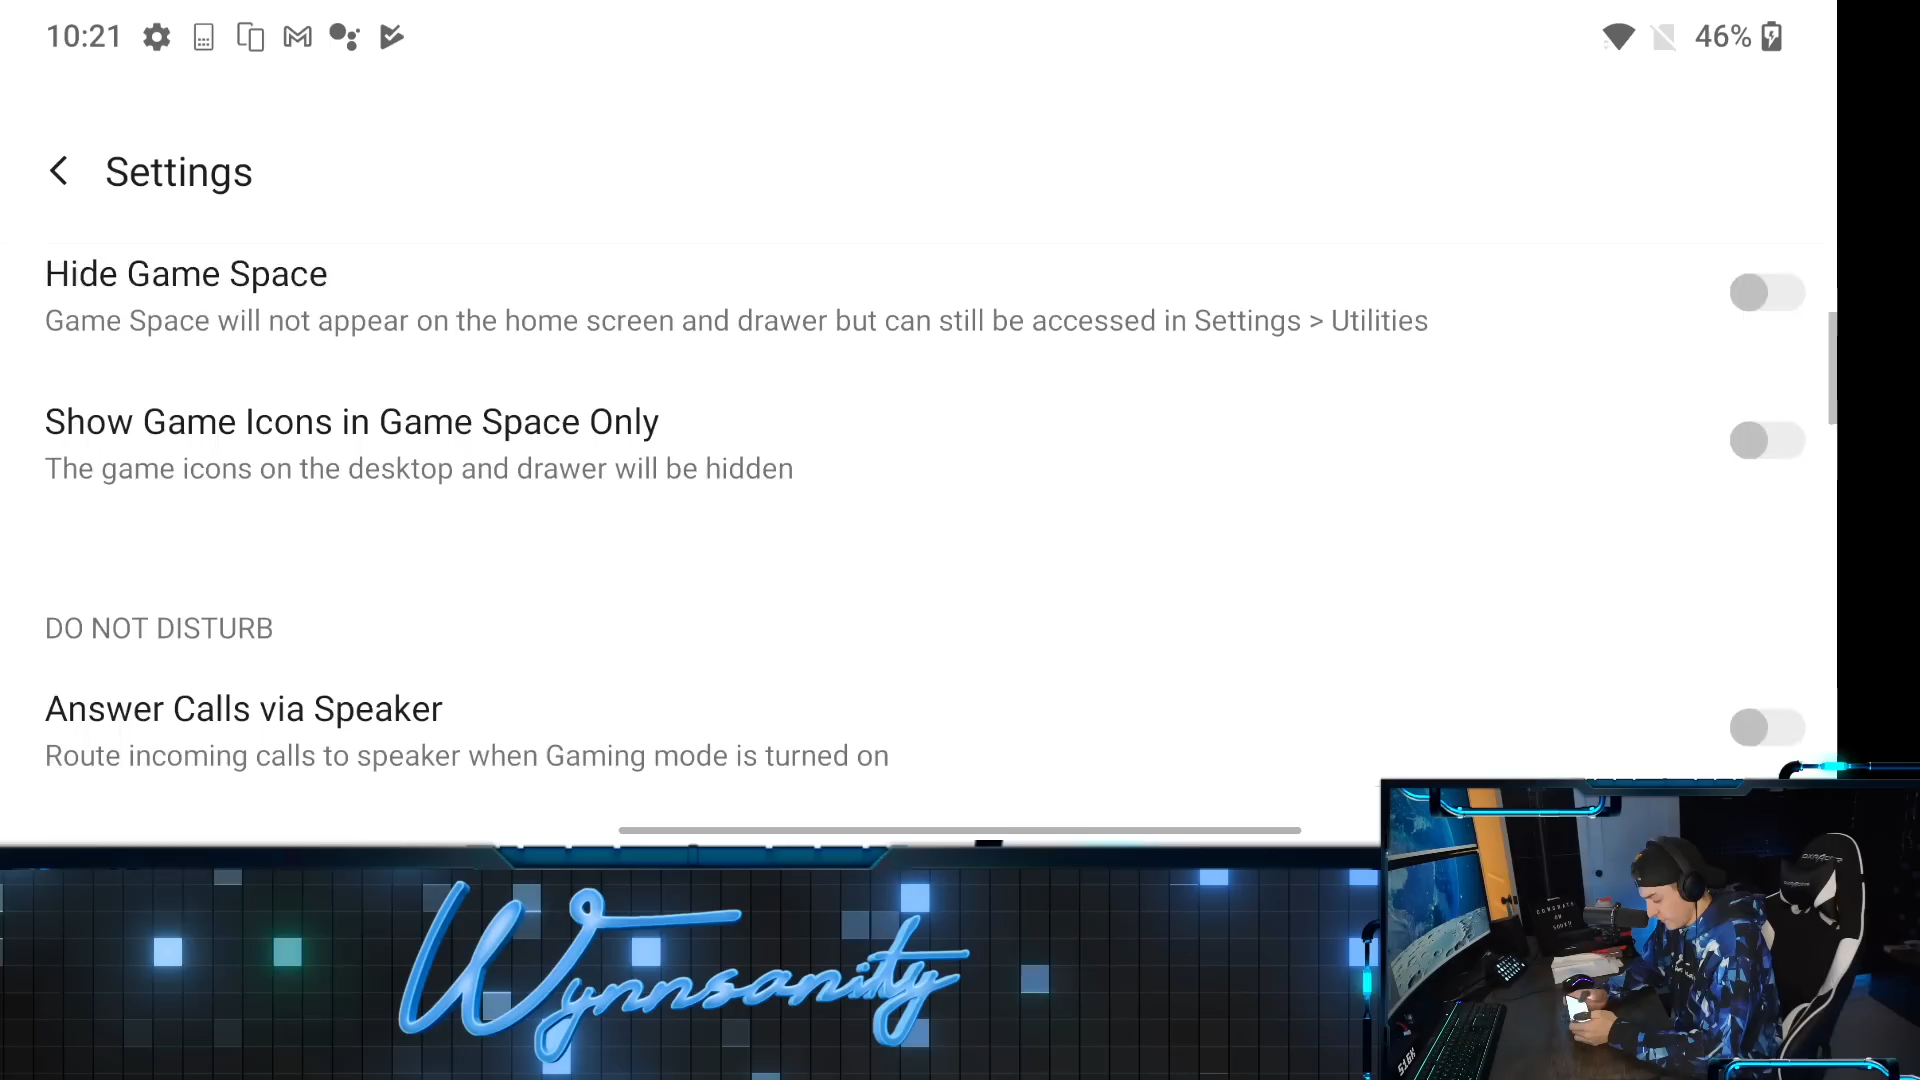 10:21
46%
Settings
Hide Game Space
Game Space will not appear on the home screen and drawer but can still be accessed in Settings > Utilities
Show Game Icons in Game Space Only
The game icons on the desktop and drawer will be hidden
DO NOT DISTURB
Answer Calls via Speaker
Route incoming calls to speaker when Gaming mode is turned on
Wynnsanity
CONGRATS
ON
500K!